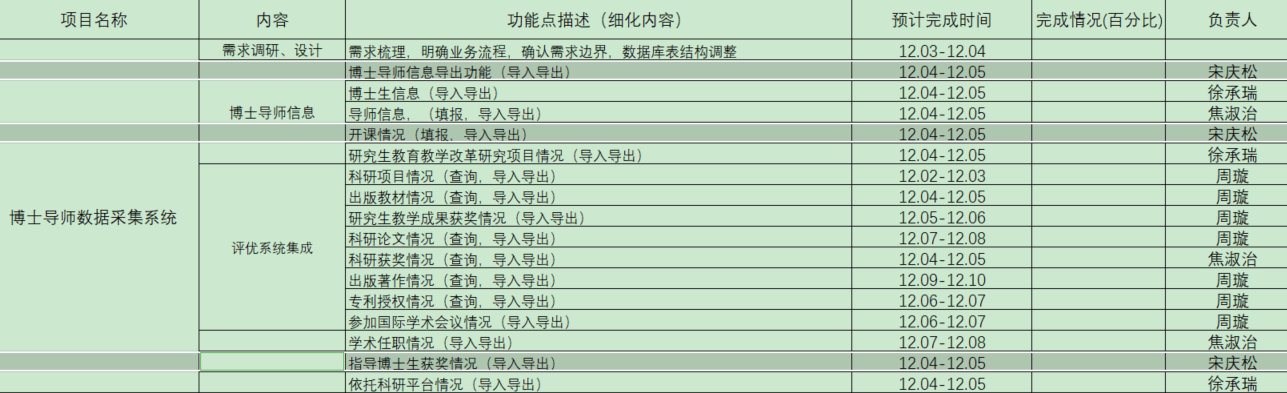 项目名称 内容 功能点描述（细化内容） 预计完成时间 完成情况(百分比) 负责人
需求调研、设计 需求梳理，明确业务流程，确认需求边界，数据库表结构调整 12.03-12.04
博士导师信息导出功能（导入导出） 12.04-12.05 宋庆松
博士生信息（导入导出） 12.04-12.05 徐承瑞
博士导师信息 导师信息，（填报，导入导出） 12.04-12.05 焦淑治
开课情况（填报，导入导出） 12.04-12.05 宋庆松
研究生教育教学改革研究项目情况（导入导出） 12.04-12.05 徐承瑞
科研项目情况（查询，导入导出） 12.02-12.03 周璇
博士导师数据采集系统 出版教材情况（查询，导入导出） 12.04-12.05 周璇
研究生教学成果获奖情况（导入导出） 12.05-12.06 周璇
评优系统集成 科研论文情况（查询，导入导出） 12.07-12.08 周璇
科研获奖情况（查询，导入导出） 12.04-12.05 焦淑治
出版著作情况（查询，导入导出） 12.09-12.10 周璇
专利授权情况（查询，导入导出） 12.06-12.07 周璇
参加国际学术会议情况（导入导出） 12.06-12.07 周璇
学术任职情况（导入导出） 12.07-12.08 焦淑治
指导博士生获奖情况（导入导出） 12.04-12.05 宋庆松
依托科研平台情况（导入导出） 12.04-12.05 徐承瑞